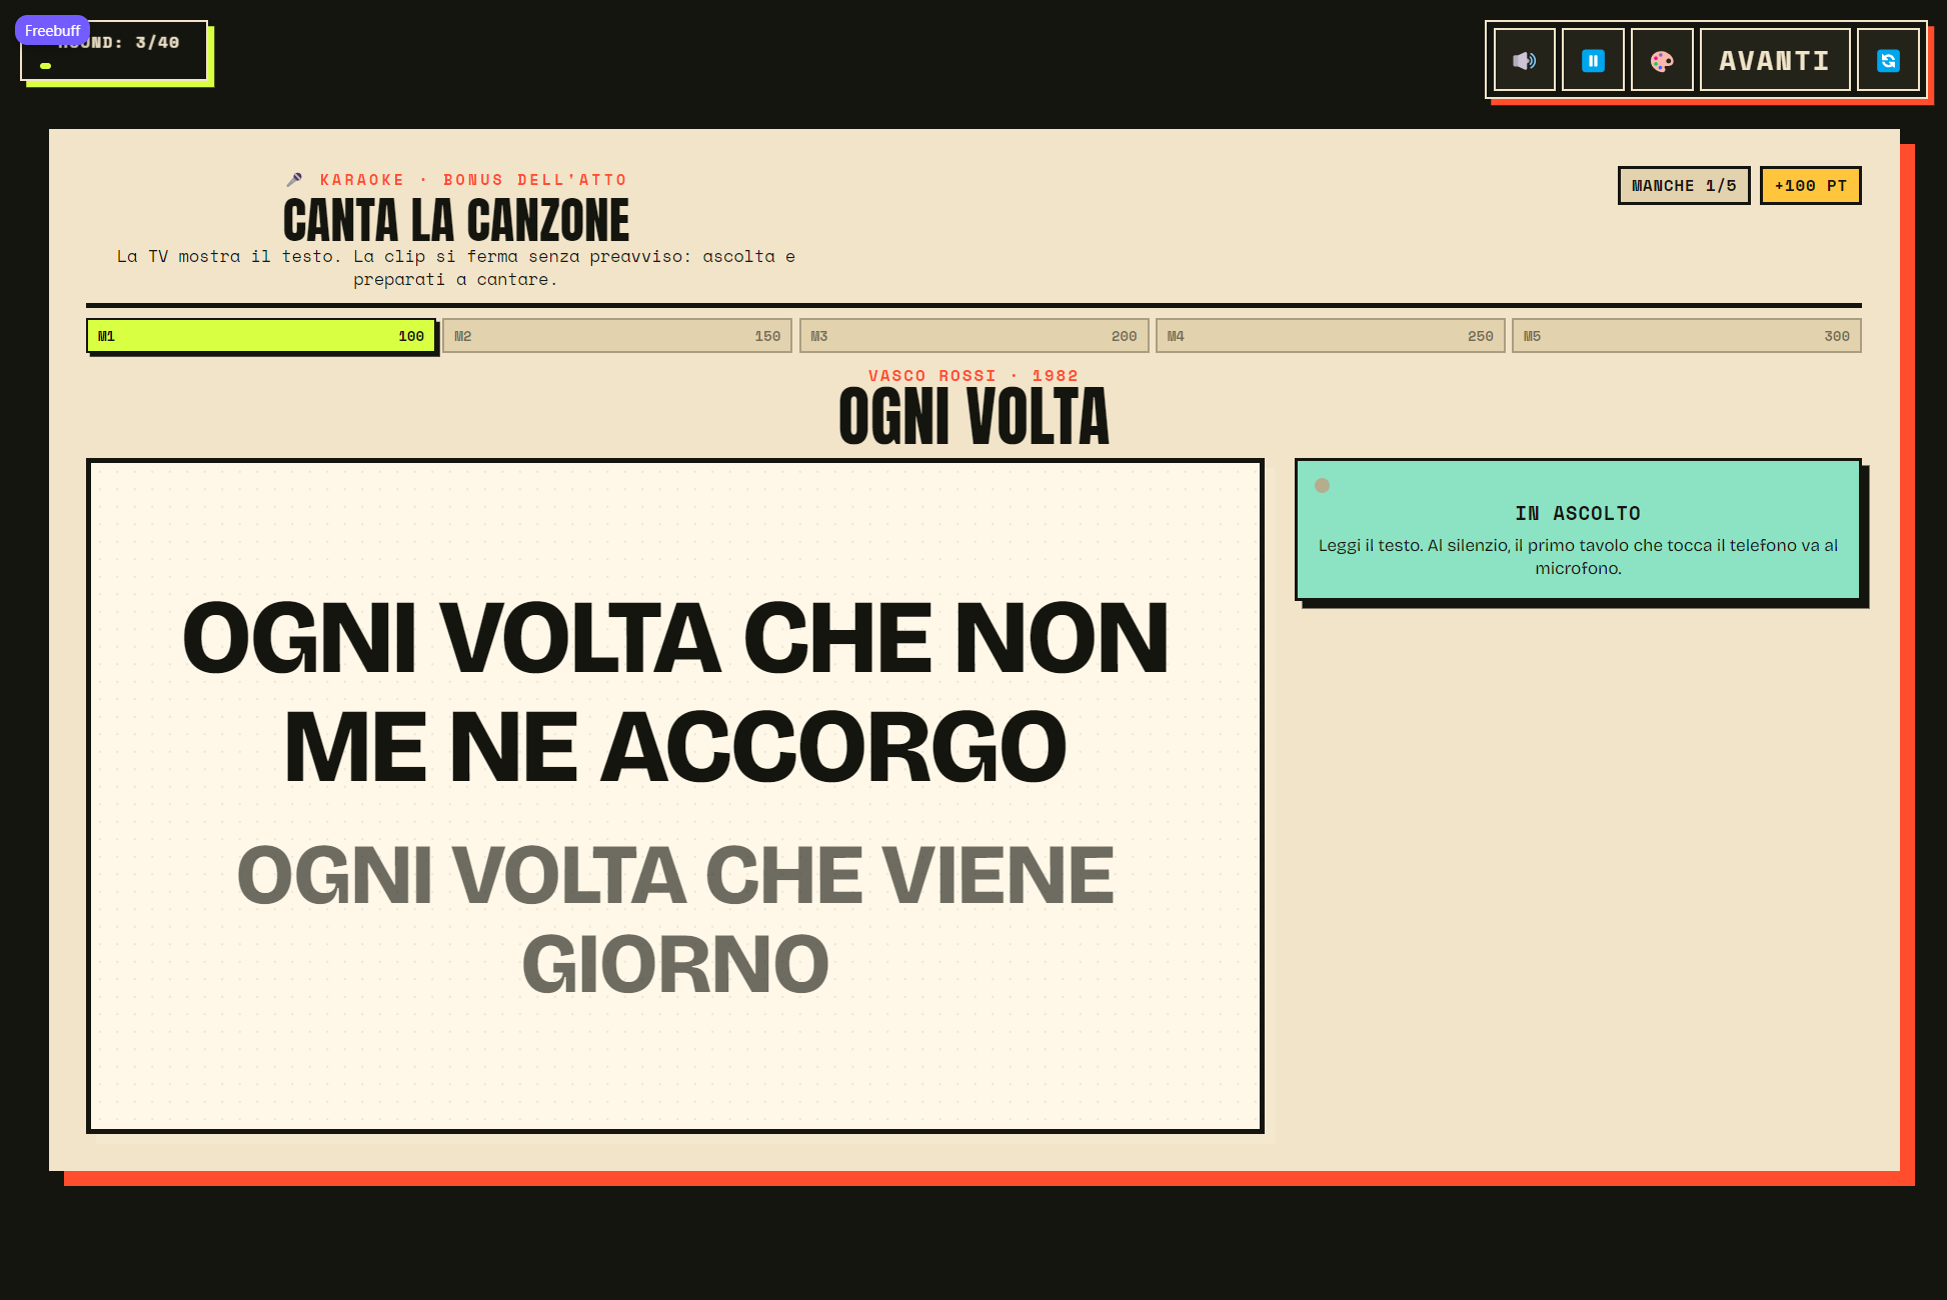 Freebuff
ROUND: 3/40
AVANTI
KARAOKE · BONUS DELL'ATTO
CANTA LA CANZONE
La TV mostra il testo. La clip si ferma senza preavviso: ascolta e
preparati a cantare.
MANCHE 1/5
+100 PT
M1 100
M2 150
M3 200
M4 250
M5 300
VASCO ROSSI · 1982
OGNI VOLTA
OGNI VOLTA CHE NON
ME NE ACCORGO
OGNI VOLTA CHE VIENE
GIORNO
IN ASCOLTO
Leggi il testo. Al silenzio, il primo tavolo che tocca il telefono va al
microfono.